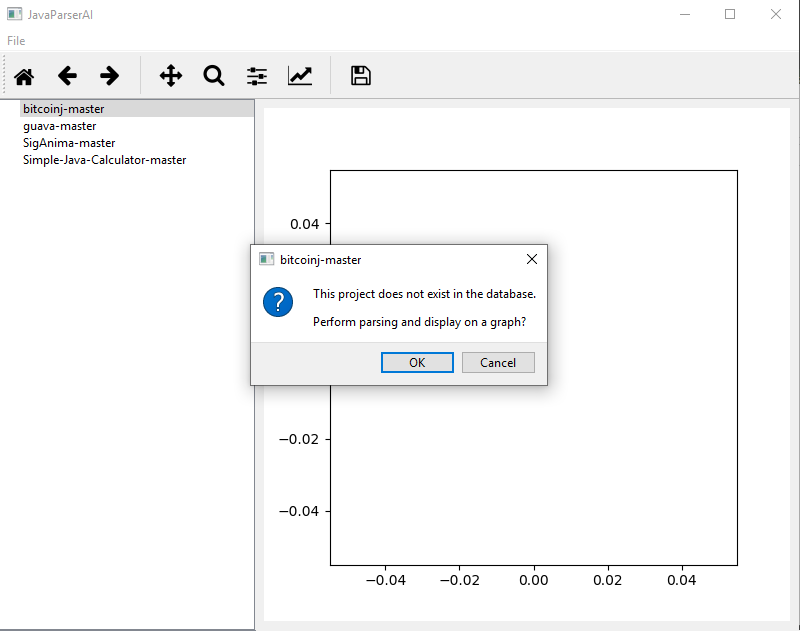 JavaParserAI
File
bitcoinj-master
guava-master
SigAnima-master
Simple-Java-Calculator-master
0.04
bitcoinj-master
This project does not exist in the database.
Perform parsing and display on a graph?
OK Cancel
−0.02
−0.04
−0.04 −0.02 0.00 0.02 0.04